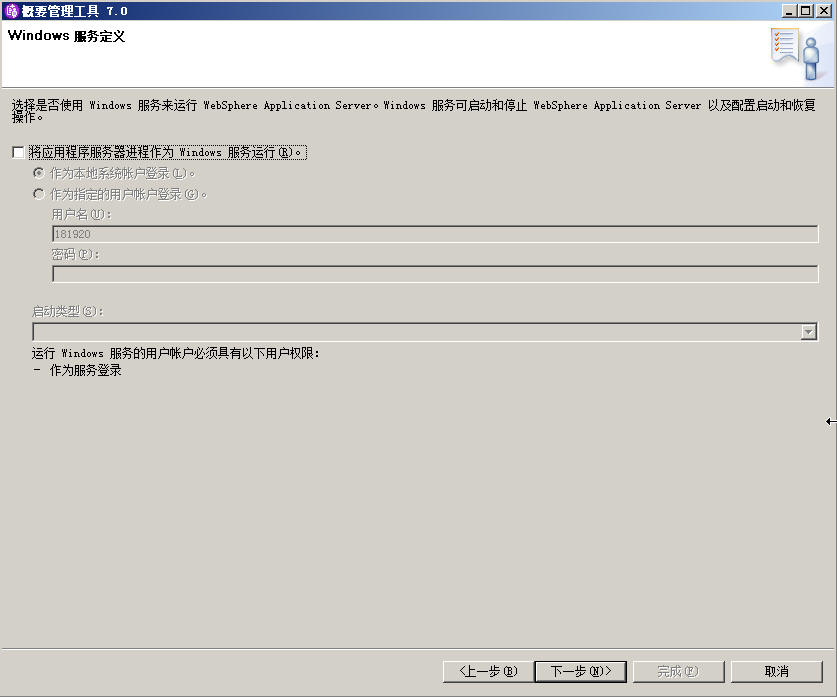 概要管理工具 7.0
Windows 服务定义
选择是否使用 Windows 服务来运行 WebSphere Application Server。Windows 服务可启动和停止 WebSphere Application Server 以及配置启动和恢复
操作。
将应用程序服务器进程作为 Windows 服务运行(R)。
作为本地系统帐户登录(L)。
作为指定的用户帐户登录(G)。
用户名(U):
181920
密码(P):
启动类型(S):
运行 Windows 服务的用户帐户必须具有以下用户权限:
- 作为服务登录
<上一步(B) 下一步(N)> 完成(F) 取消